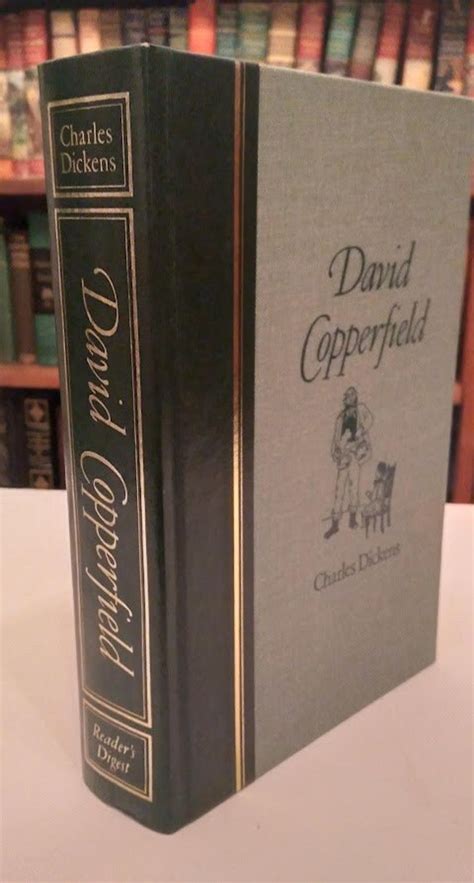 Charles
Dickens
David Copperfield
Reader's
Digest
David
Copperfield
Charles Dickens